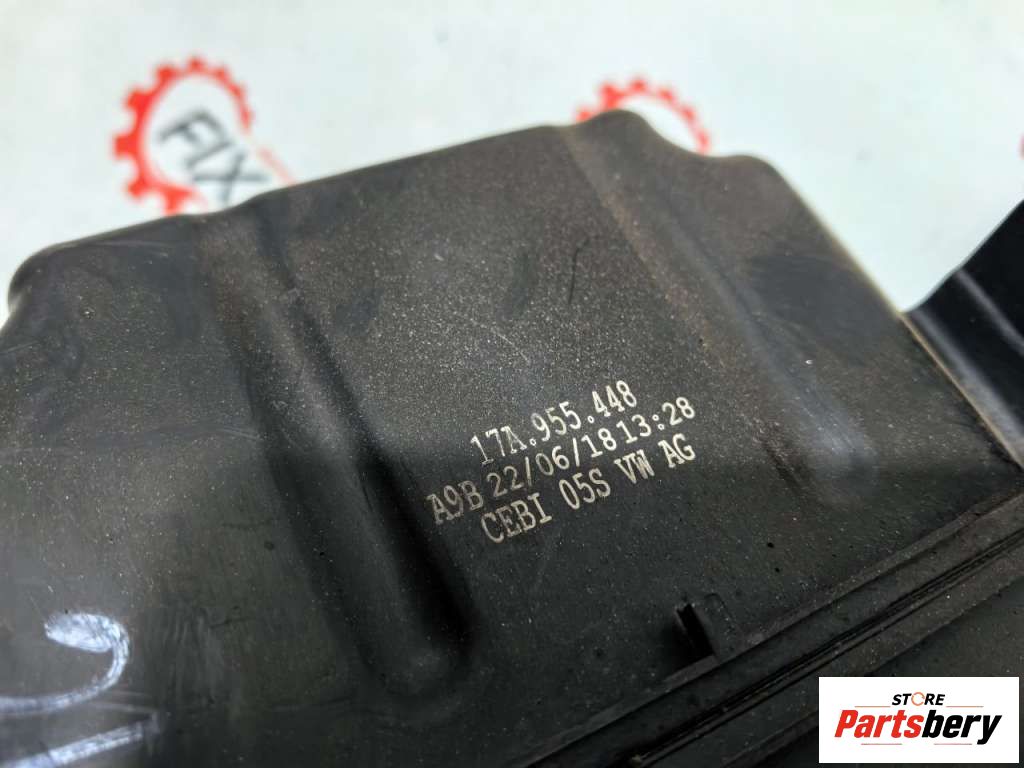 FIX
17A.955.448
A9B 22/06/18 13:28
CEBI 05S VW AG
STORE
Partsbery